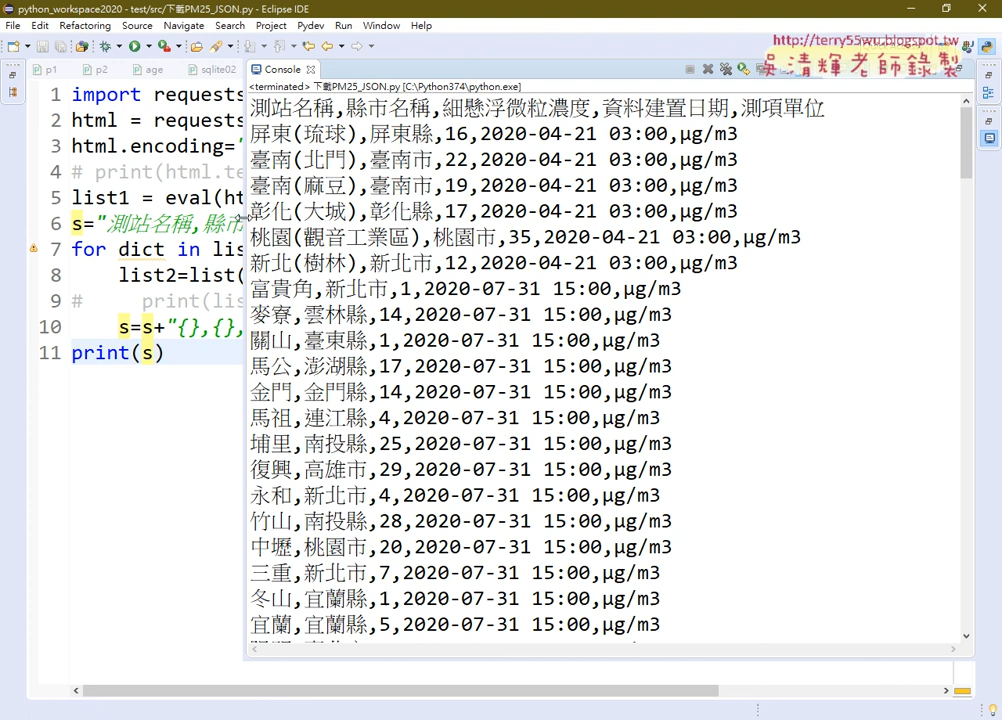 python_workspace2020 - test/src/下載PM25_JSON.py - Eclipse IDE
File Edit Refactoring Source Navigate Search Project Pydev Run Window Help
http://terry55wu.blogspot.tw
吳清輝老師錄製
p1 p2 age sqlite02 Console
<terminated> 下載PM25_JSON.py [C:\Python374\python.exe]
1 import requests
2 html = requests
3 html.encoding='
4 # print(html.te
5 list1 = eval(ht
6 s="測站名稱,縣市
7 for dict in lis
8 list2=list(
9 # print(lis
10 s=s+"{},{},
11 print(s)
測站名稱,縣市名稱,細懸浮微粒濃度,資料建置日期,測項單位
屏東(琉球),屏東縣,16,2020-04-21 03:00,μg/m3
臺南(北門),臺南市,22,2020-04-21 03:00,μg/m3
臺南(麻豆),臺南市,19,2020-04-21 03:00,μg/m3
彰化(大城),彰化縣,17,2020-04-21 03:00,μg/m3
桃園(觀音工業區),桃園市,35,2020-04-21 03:00,μg/m3
新北(樹林),新北市,12,2020-04-21 03:00,μg/m3
富貴角,新北市,1,2020-07-31 15:00,μg/m3
麥寮,雲林縣,14,2020-07-31 15:00,μg/m3
關山,臺東縣,1,2020-07-31 15:00,μg/m3
馬公,澎湖縣,17,2020-07-31 15:00,μg/m3
金門,金門縣,14,2020-07-31 15:00,μg/m3
馬祖,連江縣,4,2020-07-31 15:00,μg/m3
埔里,南投縣,25,2020-07-31 15:00,μg/m3
復興,高雄市,29,2020-07-31 15:00,μg/m3
永和,新北市,4,2020-07-31 15:00,μg/m3
竹山,南投縣,28,2020-07-31 15:00,μg/m3
中壢,桃園市,20,2020-07-31 15:00,μg/m3
三重,新北市,7,2020-07-31 15:00,μg/m3
冬山,宜蘭縣,1,2020-07-31 15:00,μg/m3
宜蘭,宜蘭縣,5,2020-07-31 15:00,μg/m3